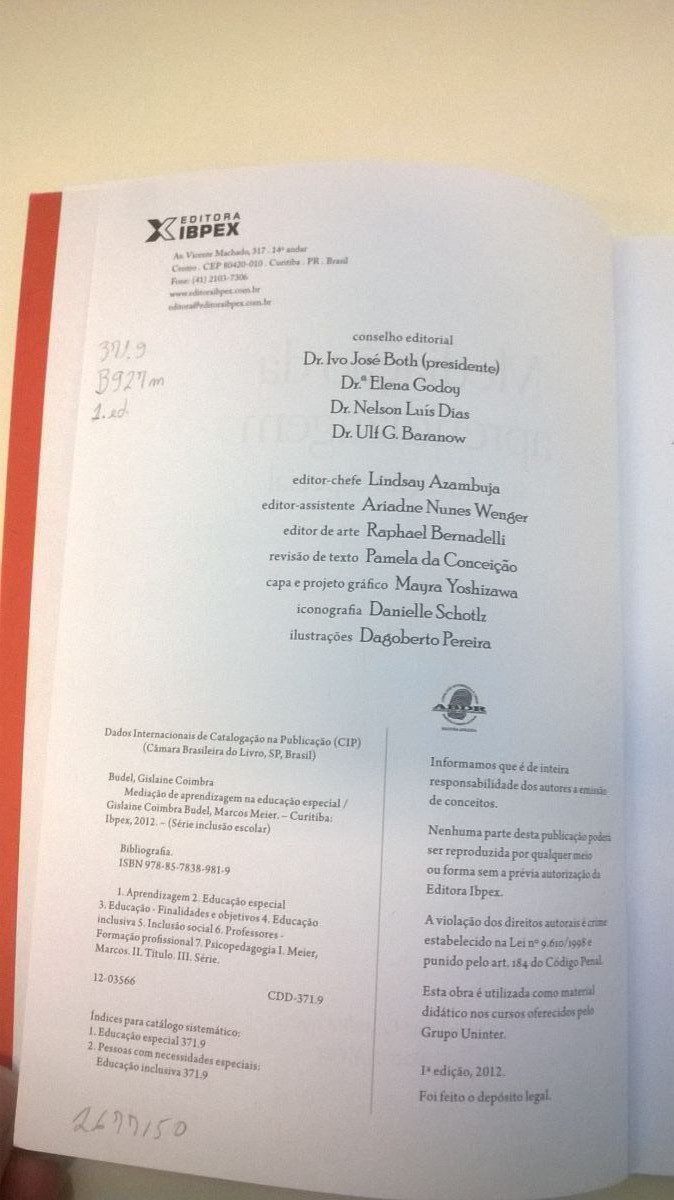 EDITORA
IBPEX
Av. Vicente Machado, 317 . 14º andar
Centro . CEP 80420-010 . Curitiba . PR . Brasil
Fone: (41) 2103-7306
www.editoraibpex.com.br
editora@editoraibpex.com.br
371.9
B927m
1.ed.
conselho editorial
Dr. Ivo José Both (presidente)
Dr.ª Elena Godoy
Dr. Nelson Luís Dias
Dr. Ulf G. Baranow
editor-chefe Lindsay Azambuja
editor-assistente Ariadne Nunes Wenger
editor de arte Raphael Bernadelli
revisão de texto Pamela da Conceição
capa e projeto gráfico Mayra Yoshizawa
iconografia Danielle Schotlz
ilustrações Dagoberto Pereira
Dados Internacionais de Catalogação na Publicação (CIP)
(Câmara Brasileira do Livro, SP, Brasil)
Budel, Gislaine Coimbra
Mediação de aprendizagem na educação especial /
Gislaine Coimbra Budel, Marcos Meier. – Curitiba:
Ibpex, 2012. – (Série inclusão escolar)
Bibliografia.
ISBN 978-85-7838-981-9
1. Aprendizagem 2. Educação especial
3. Educação - Finalidades e objetivos 4. Educação
inclusiva 5. Inclusão social 6. Professores -
Formação profissional 7. Psicopedagogia I. Meier,
Marcos. II. Título. III. Série.
12-03566
CDD-371.9
Índices para catálogo sistemático:
1. Educação especial 371.9
2. Pessoas com necessidades especiais:
Educação inclusiva 371.9
2677/50
ABDR
Informamos que é de inteira
responsabilidade dos autores a emissão
de conceitos.
Nenhuma parte desta publicação poderá
ser reproduzida por qualquer meio
ou forma sem a prévia autorização da
Editora Ibpex.
A violação dos direitos autorais é crime
estabelecido na Lei nº 9.610/1998 e
punido pelo art. 184 do Código Penal.
Esta obra é utilizada como material
didático nos cursos oferecidos pelo
Grupo Uninter.
1ª edição, 2012.
Foi feito o depósito legal.